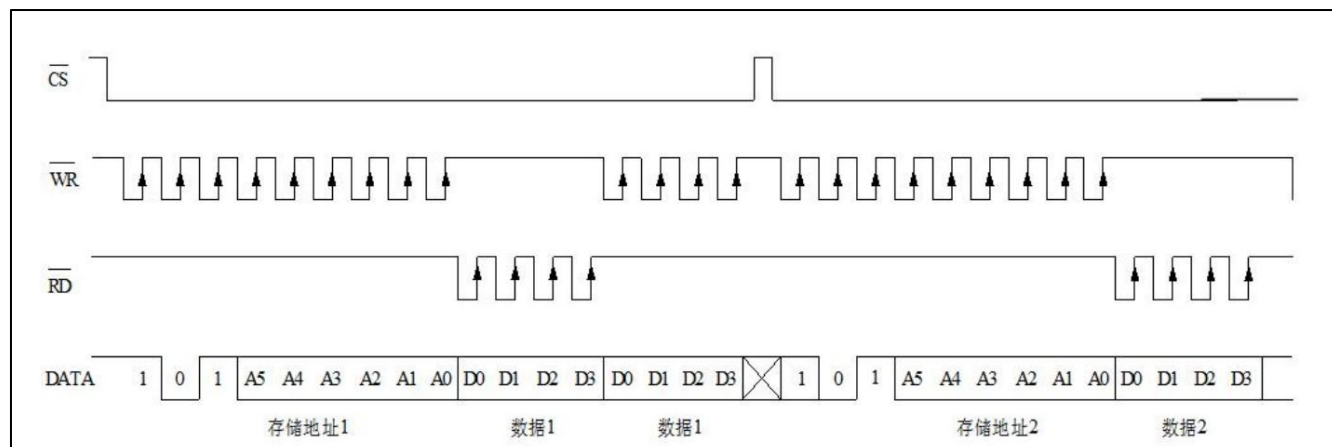 CS
WR
RD
DATA 1 0 1 A5 A4 A3 A2 A1 A0 D0 D1 D2 D3 D0 D1 D2 D3 1 0 1 A5 A4 A3 A2 A1 A0 D0 D1 D2 D3
存储地址1 数据1 数据1 存储地址2 数据2